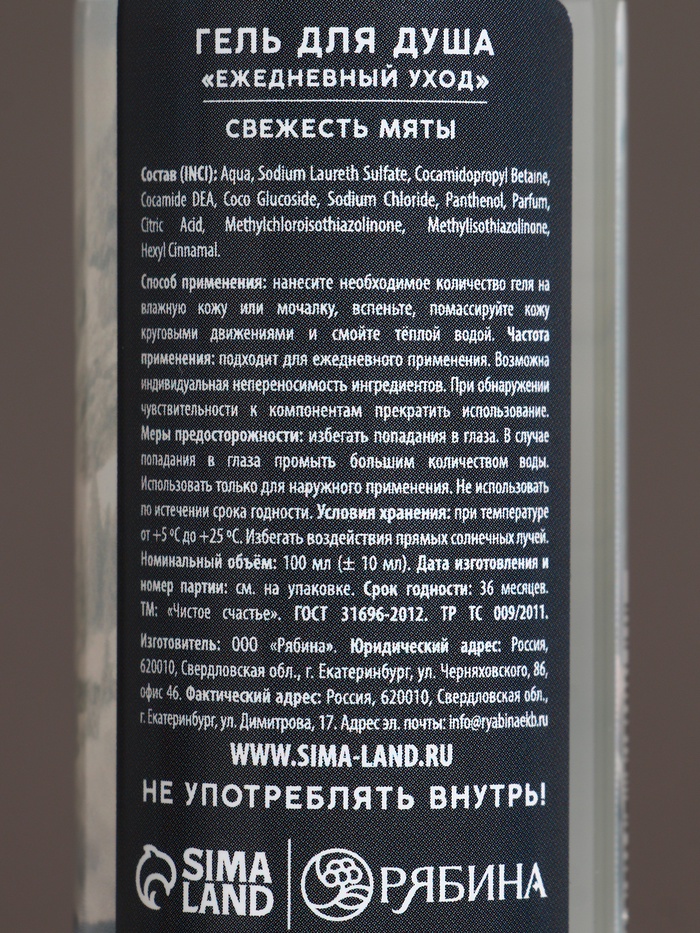 ГЕЛЬ ДЛЯ ДУША
«ЕЖЕДНЕВНЫЙ УХОД»
СВЕЖЕСТЬ МЯТЫ
Состав (INCI): Aqua, Sodium Laureth Sulfate, Cocamidopropyl Betaine,
Cocamide DEA, Coco Glucoside, Sodium Chloride, Panthenol, Parfum,
Citric Acid, Methylchloroisothiazolinone, Methylisothiazolinone,
Hexyl Cinnamal.
Способ применения: нанесите необходимое количество геля на
влажную кожу или мочалку, вспеньте, помассируйте кожу
круговыми движениями и смойте тёплой водой. Частота
применения: подходит для ежедневного применения. Возможна
индивидуальная непереносимость ингредиентов. При обнаружении
чувствительности к компонентам прекратить использование.
Меры предосторожности: избегать попадания в глаза. В случае
попадания в глаза промыть большим количеством воды.
Использовать только для наружного применения. Не использовать
по истечении срока годности. Условия хранения: при температуре
от +5 ºС до +25 ºС. Избегать воздействия прямых солнечных лучей.
Номинальный объём: 100 мл (± 10 мл). Дата изготовления и
номер партии: см. на упаковке. Срок годности: 36 месяцев.
ТМ: «Чистое счастье». ГОСТ 31696-2012. ТР ТС 009/2011.
Изготовитель: ООО «Рябина». Юридический адрес: Россия,
620010, Свердловская обл., г. Екатеринбург, ул. Черняховского, 86,
офис 46. Фактический адрес: Россия, 620010, Свердловская обл.,
г. Екатеринбург, ул. Димитрова, 17. Адрес эл. почты: info@ryabinaekb.ru
WWW.SIMA-LAND.RU
НЕ УПОТРЕБЛЯТЬ ВНУТРЬ!
SIMA
LAND
РЯБИНА